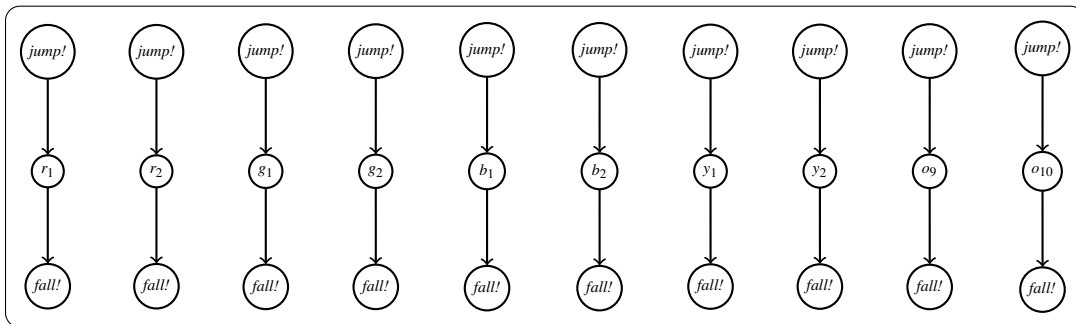 jump! jump! jump! jump! jump! jump! jump! jump! jump! jump!
r₁ r₂ g₁ g₂ b₁ b₂ y₁ y₂ o₉ o₁₀
fall! fall! fall! fall! fall! fall! fall! fall! fall! fall!